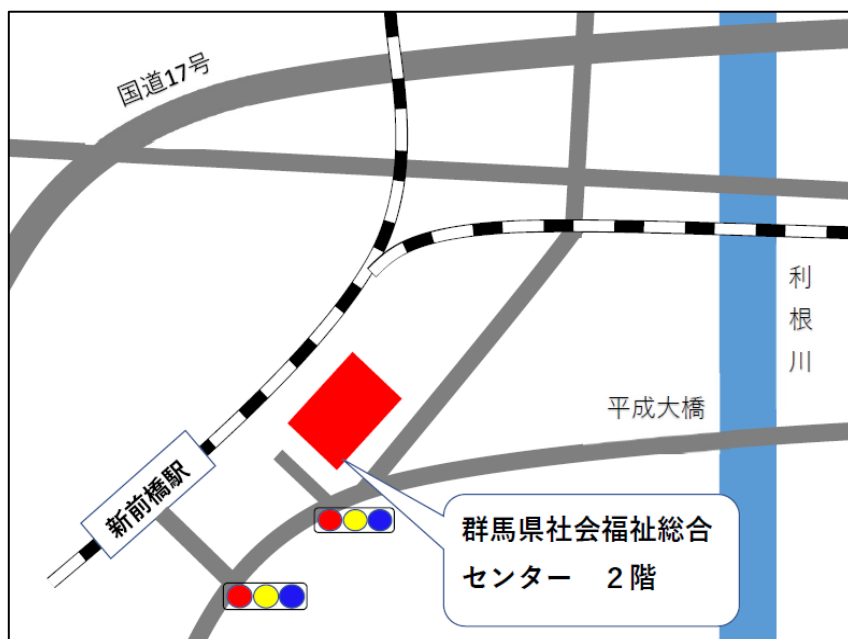 国道17号
利根川
平成大橋
新前橋駅
群馬県社会福祉総合
センター　２階